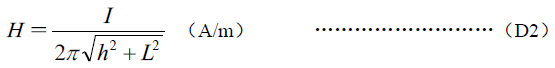 H = I / (2π√(h² + L²)) （A/m） ………………………（D2）